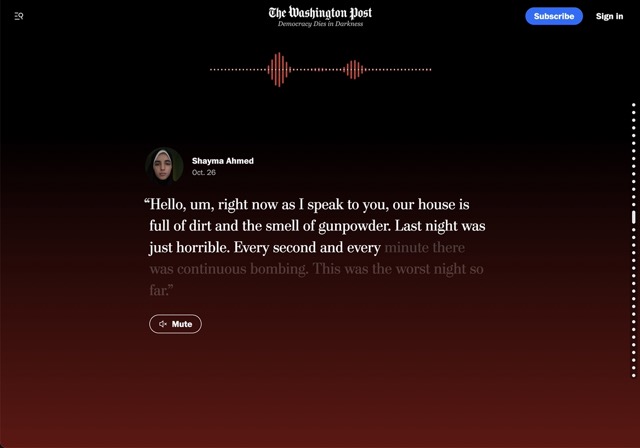 The Washington Post
Democracy Dies in Darkness
Subscribe
Sign in
Shayma Ahmed
Oct. 26
“Hello, um, right now as I speak to you, our house is
full of dirt and the smell of gunpowder. Last night was
just horrible. Every second and every minute there
was continuous bombing. This was the worst night so
far.”
Mute